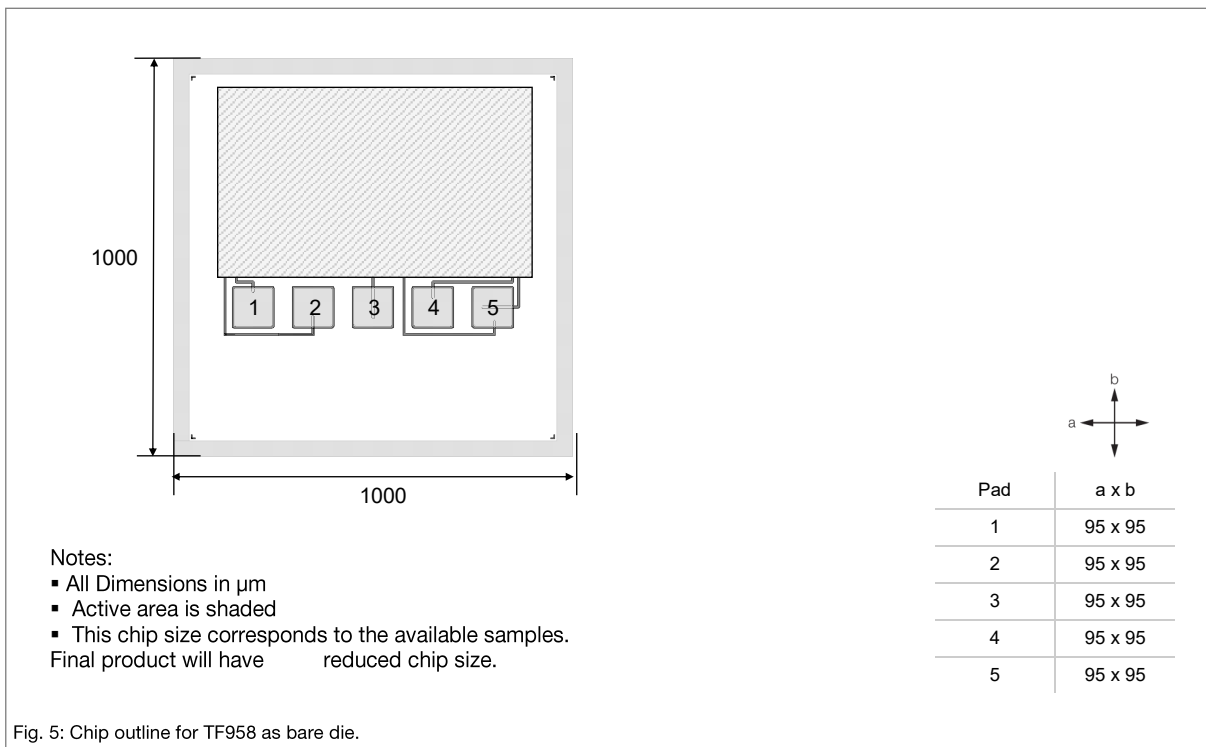 1000
1 2 3 4 5
1000
b
a
Pad a x b
1 95 x 95
2 95 x 95
3 95 x 95
4 95 x 95
5 95 x 95
Notes:
▪ All Dimensions in µm
▪ Active area is shaded
▪ This chip size corresponds to the available samples.
Final product will have reduced chip size.
Fig. 5: Chip outline for TF958 as bare die.